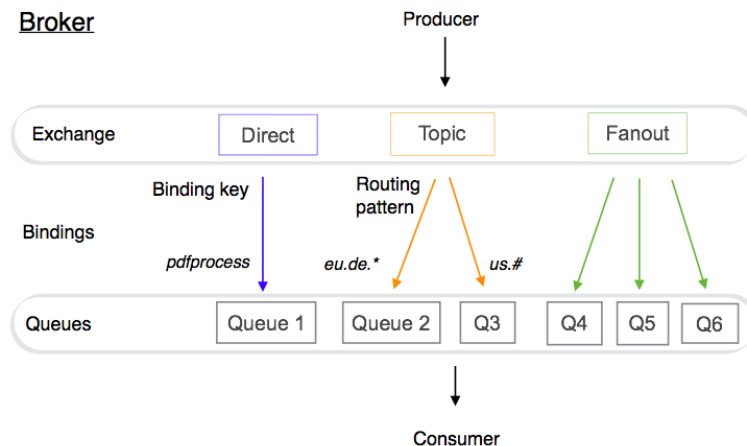 Broker
Producer
Exchange
Direct
Topic
Fanout
Binding key
Routing
pattern
Bindings
pdfprocess
eu.de.*
us.#
Queues
Queue 1
Queue 2
Q3
Q4
Q5
Q6
Consumer